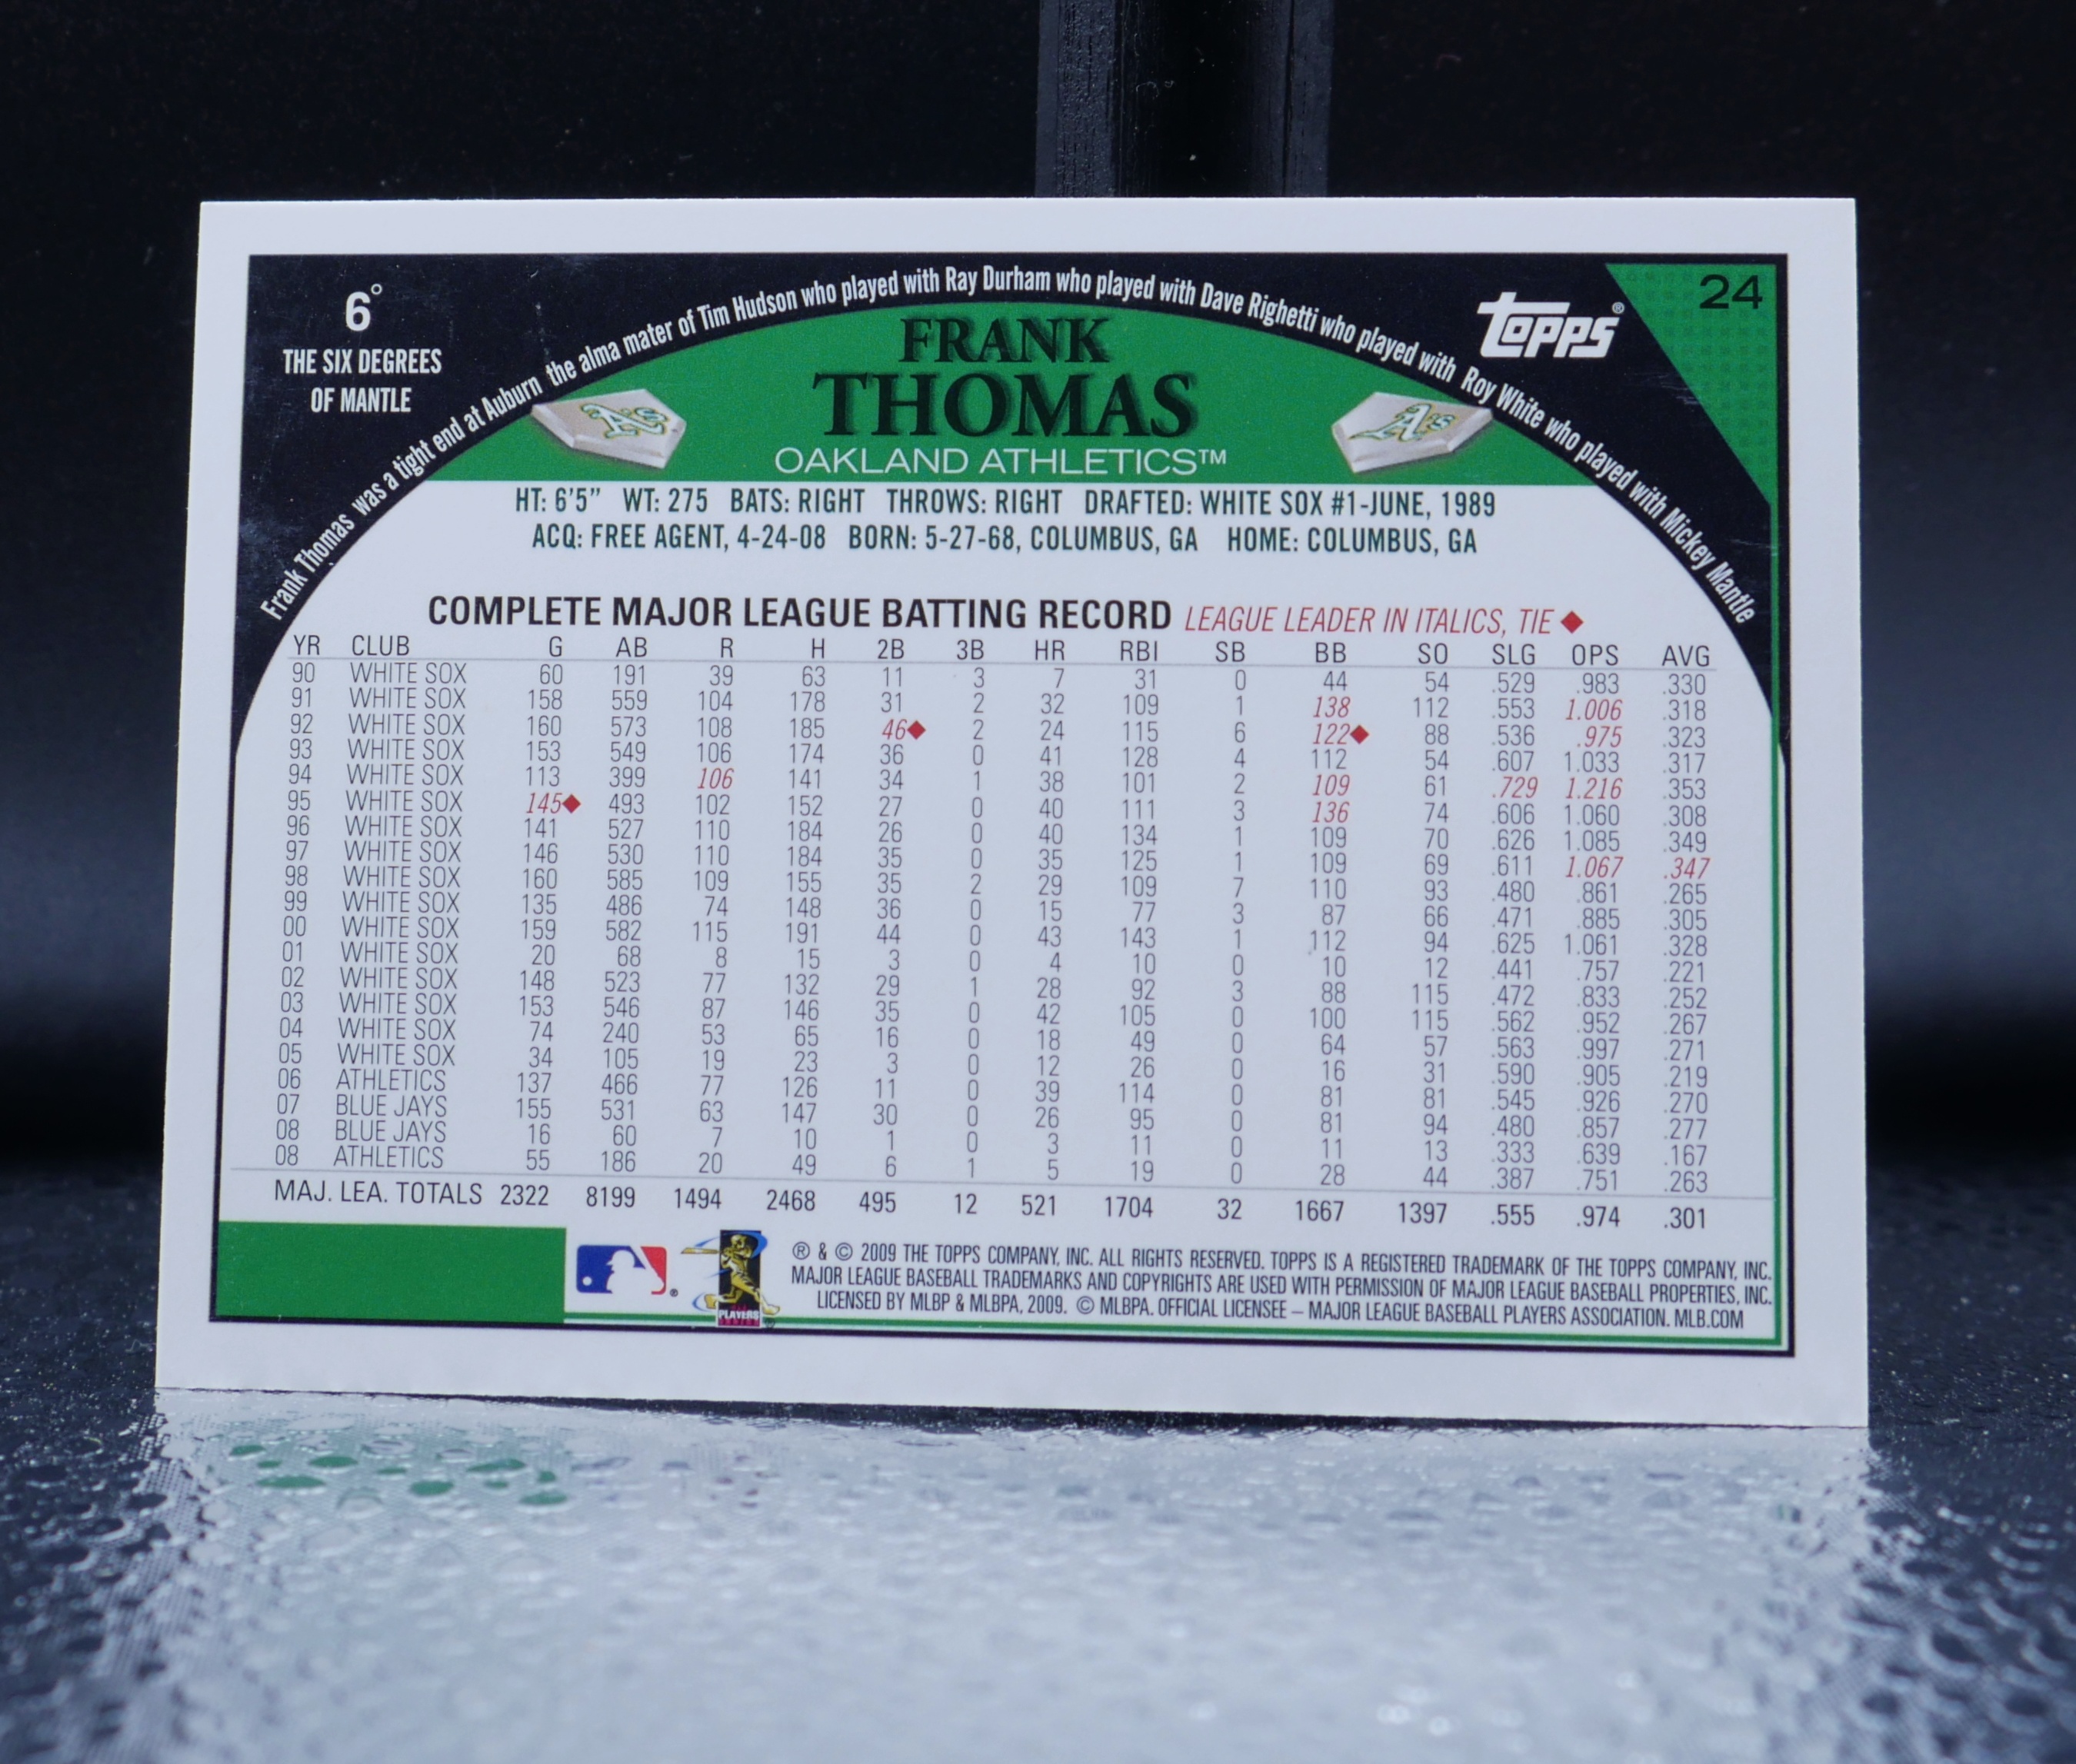 6°
THE SIX DEGREES
OF MANTLE
Frank Thomas was a tight end at Auburn the alma mater of Tim Hudson who played with Ray Durham who played with Dave Righetti who played with Roy White who played with Mickey Mantle
topps®
24
FRANK
THOMAS
A's
A's
OAKLAND ATHLETICS™
HT: 6'5" WT: 275 BATS: RIGHT THROWS: RIGHT DRAFTED: WHITE SOX #1-JUNE, 1989
ACQ: FREE AGENT, 4-24-08 BORN: 5-27-68, COLUMBUS, GA HOME: COLUMBUS, GA
COMPLETE MAJOR LEAGUE BATTING RECORD LEAGUE LEADER IN ITALICS, TIE ◆
YR CLUB G AB R H 2B 3B HR RBI SB BB SO SLG OPS AVG
90 WHITE SOX 60 191 39 63 11 3 7 31 0 44 54 .529 .983 .330
91 WHITE SOX 158 559 104 178 31 2 32 109 1 138 112 .553 1.006 .318
92 WHITE SOX 160 573 108 185 46◆ 2 24 115 6 122◆ 88 .536 .975 .323
93 WHITE SOX 153 549 106 174 36 0 41 128 4 112 54 .607 1.033 .317
94 WHITE SOX 113 399 106 141 34 1 38 101 2 109 61 .729 1.216 .353
95 WHITE SOX 145◆ 493 102 152 27 0 40 111 3 136 74 .606 1.060 .308
96 WHITE SOX 141 527 110 184 26 0 40 134 1 109 70 .626 1.085 .349
97 WHITE SOX 146 530 110 184 35 0 35 125 1 109 69 .611 1.067 .347
98 WHITE SOX 160 585 109 155 35 2 29 109 7 110 93 .480 .861 .265
99 WHITE SOX 135 486 74 148 36 0 15 77 3 87 66 .471 .885 .305
00 WHITE SOX 159 582 115 191 44 0 43 143 1 112 94 .625 1.061 .328
01 WHITE SOX 20 68 8 15 3 0 4 10 0 10 12 .441 .757 .221
02 WHITE SOX 148 523 77 132 29 1 28 92 3 88 115 .472 .833 .252
03 WHITE SOX 153 546 87 146 35 0 42 105 0 100 115 .562 .952 .267
04 WHITE SOX 74 240 53 65 16 0 18 49 0 64 57 .563 .997 .271
05 WHITE SOX 34 105 19 23 3 0 12 26 0 16 31 .590 .905 .219
06 ATHLETICS 137 466 77 126 11 0 39 114 0 81 81 .545 .926 .270
07 BLUE JAYS 155 531 63 147 30 0 26 95 0 81 94 .480 .857 .277
08 BLUE JAYS 16 60 7 10 1 0 3 11 0 11 13 .333 .639 .167
08 ATHLETICS 55 186 20 49 6 1 5 19 0 28 44 .387 .751 .263
MAJ. LEA. TOTALS 2322 8199 1494 2468 495 12 521 1704 32 1667 1397 .555 .974 .301
PLAYERS
® & © 2009 THE TOPPS COMPANY, INC. ALL RIGHTS RESERVED. TOPPS IS A REGISTERED TRADEMARK OF THE TOPPS COMPANY, INC.
MAJOR LEAGUE BASEBALL TRADEMARKS AND COPYRIGHTS ARE USED WITH PERMISSION OF MAJOR LEAGUE BASEBALL PROPERTIES, INC.
LICENSED BY MLBP & MLBPA, 2009. © MLBPA. OFFICIAL LICENSEE – MAJOR LEAGUE BASEBALL PLAYERS ASSOCIATION. MLB.COM